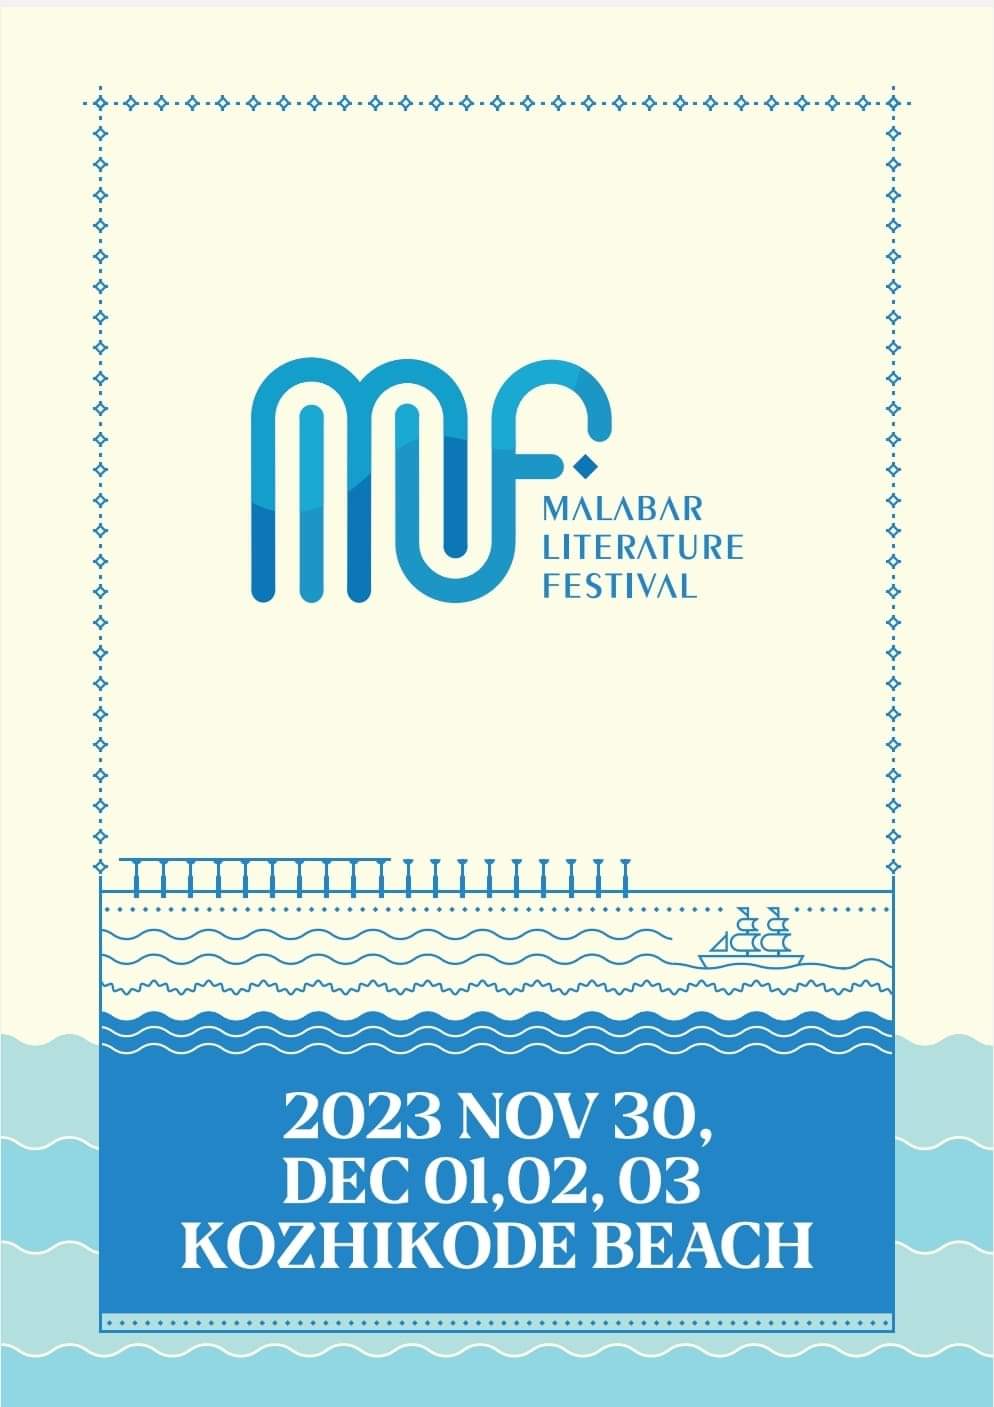 MLF
MALABAR
LITERATURE
FESTIVAL
2023 NOV 30,
DEC 01,02, 03
KOZHIKODE BEACH